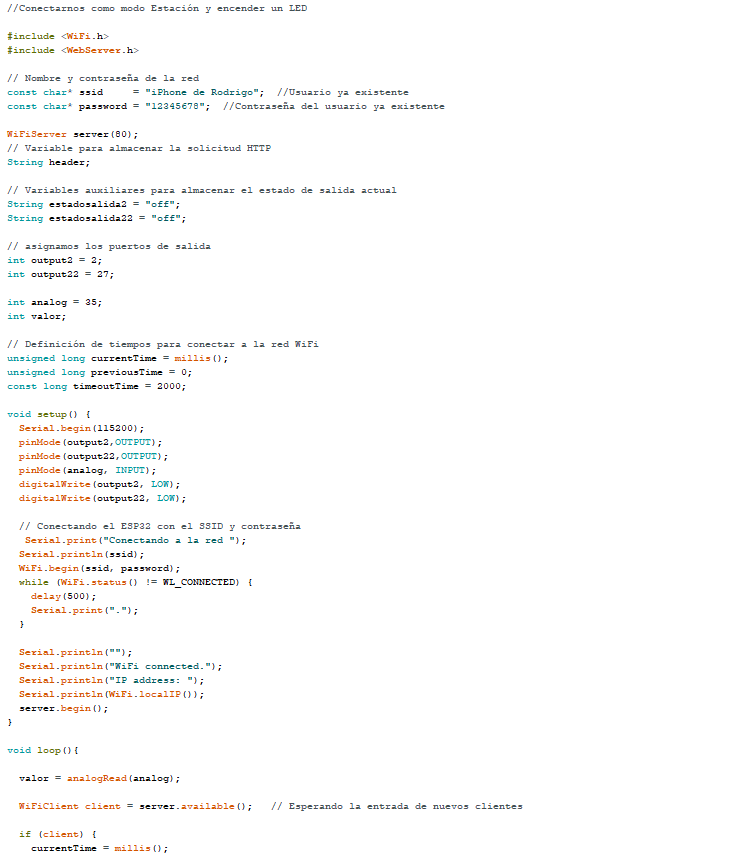 //Conectarnos como modo Estación y encender un LED
#include <WiFi.h>
#include <WebServer.h>
// Nombre y contraseña de la red
const char* ssid     = "iPhone de Rodrigo";  //Usuario ya existente
const char* password = "12345678";  //Contraseña del usuario ya existente
WiFiServer server(80);
// Variable para almacenar la solicitud HTTP
String header;
// Variables auxiliares para almacenar el estado de salida actual
String estadosalida2 = "off";
String estadosalida22 = "off";
// asignamos los puertos de salida
int output2 = 2;
int output22 = 27;
int analog = 35;
int valor;
// Definición de tiempos para conectar a la red WiFi
unsigned long currentTime = millis();
unsigned long previousTime = 0;
const long timeoutTime = 2000;
void setup() {
  Serial.begin(115200);
  pinMode(output2,OUTPUT);
  pinMode(output22,OUTPUT);
  pinMode(analog, INPUT);
  digitalWrite(output2, LOW);
  digitalWrite(output22, LOW);
  // Conectando el ESP32 con el SSID y contraseña
   Serial.print("Conectando a la red ");
  Serial.println(ssid);
  WiFi.begin(ssid, password);
  while (WiFi.status() != WL_CONNECTED) {
    delay(500);
    Serial.print(".");
  }
  Serial.println("");
  Serial.println("WiFi connected.");
  Serial.println("IP address: ");
  Serial.println(WiFi.localIP());
  server.begin();
}
void loop(){
  valor = analogRead(analog);
  WiFiClient client = server.available();   // Esperando la entrada de nuevos clientes
  if (client) {
    currentTime = millis();